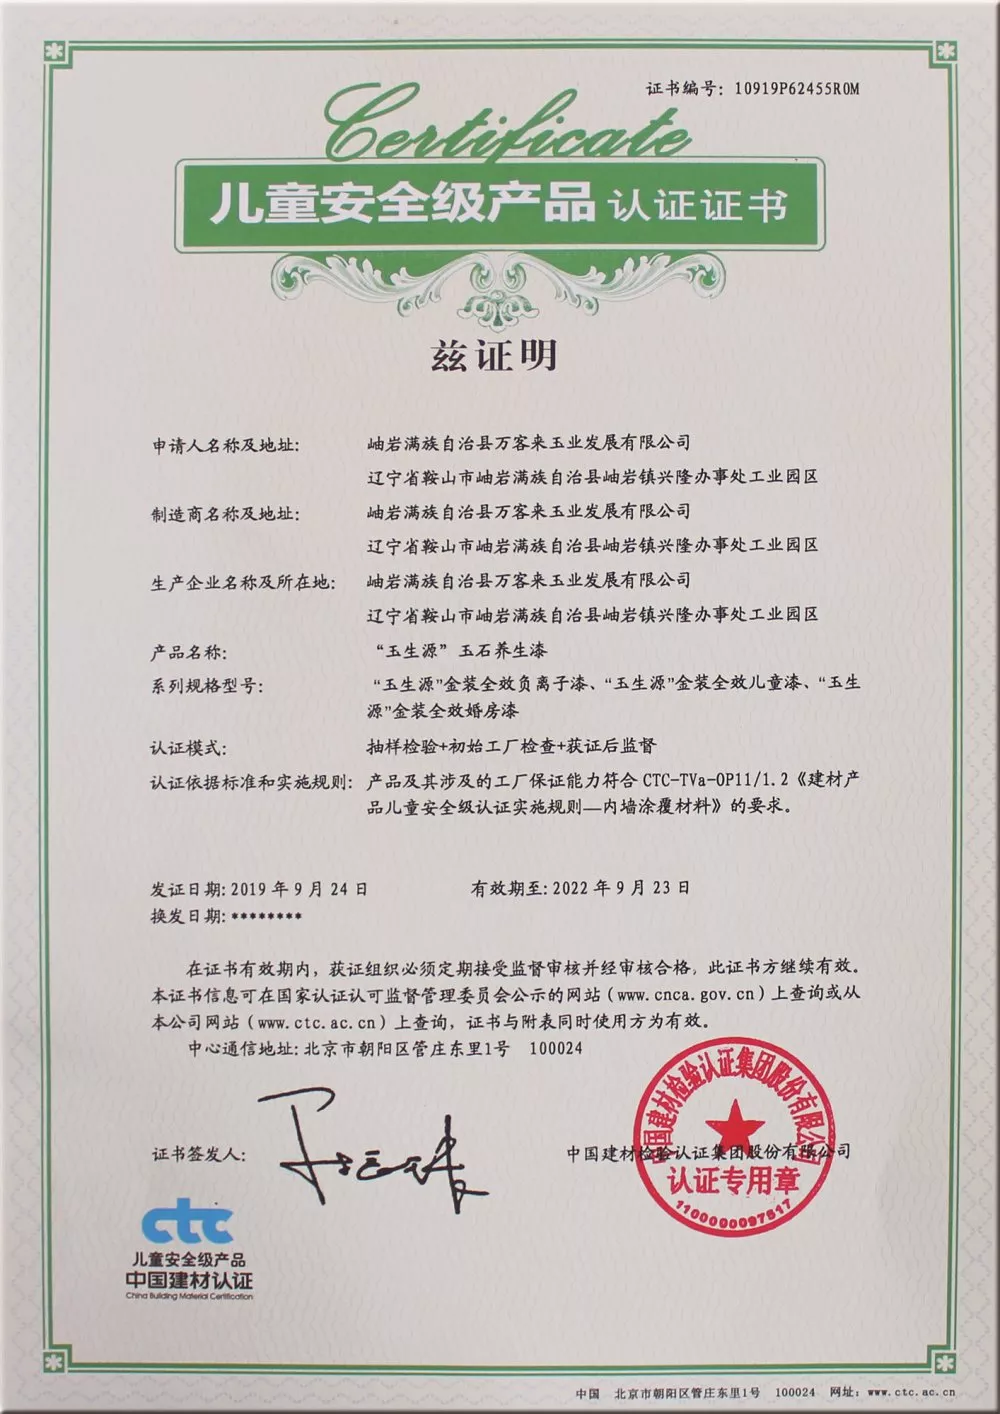 证书编号：10919P62455R0M
Certificate
儿童安全级产品认证证书
兹证明
申请人名称及地址： 岫岩满族自治县万客来玉业发展有限公司
辽宁省鞍山市岫岩满族自治县岫岩镇兴隆办事处工业园区
制造商名称及地址： 岫岩满族自治县万客来玉业发展有限公司
辽宁省鞍山市岫岩满族自治县岫岩镇兴隆办事处工业园区
生产企业名称及所在地： 岫岩满族自治县万客来玉业发展有限公司
辽宁省鞍山市岫岩满族自治县岫岩镇兴隆办事处工业园区
产品名称： “玉生源”玉石养生漆
系列规格型号： “玉生源”金装全效负离子漆、“玉生源”金装全效儿童漆、“玉生
源”金装全效婚房漆
认证模式： 抽样检验+初始工厂检查+获证后监督
认证依据标准和实施规则： 产品及其涉及的工厂保证能力符合 CTC-TVa-OP11/1.2《建材产
品儿童安全级认证实施规则—内墙涂覆材料》的要求。
发证日期：2019 年 9 月 24 日 有效期至：2022 年 9 月 23 日
换发日期：********
在证书有效期内，获证组织必须定期接受监督审核并经审核合格，此证书方继续有效。
本证书信息可在国家认证认可监督管理委员会公示的网站（www.cnca.gov.cn）上查询或从
本公司网站（www.ctc.ac.cn）上查询，证书与附表同时使用方为有效。
中心通信地址：北京市朝阳区管庄东里1号 100024
证书签发人： 中国建材检验认证集团股份有限公司
中国建材检验认证集团股份有限公司
认证专用章
1100000097517
ctc
儿童安全级产品
中国建材认证
China Building Material Certification
中国 北京市朝阳区管庄东里1号 100024 网址：www.ctc.ac.cn